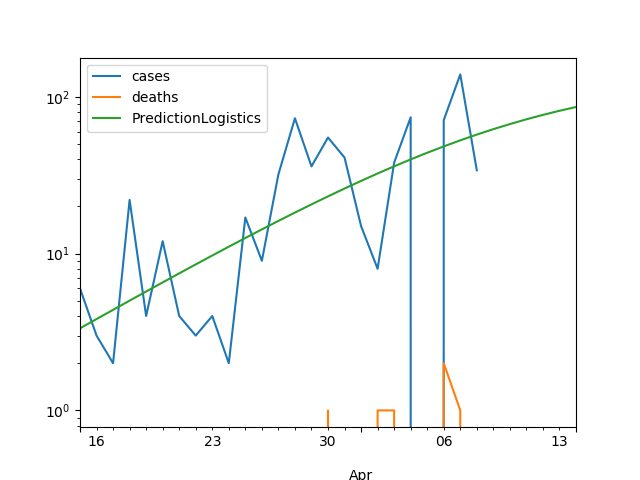 cases
deaths
PredictionLogistics
10²
10¹
10⁰
16 23 30 06 13
Apr